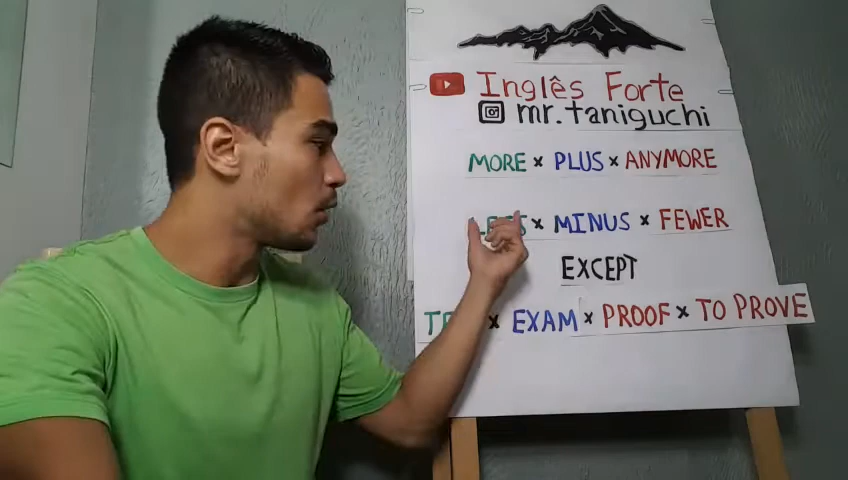 Inglês Forte
mr.taniguchi
MORE x PLUS x ANYMORE
x MINUS x FEWER
EXCEPT
x EXAM x PROOF x TO PROVE